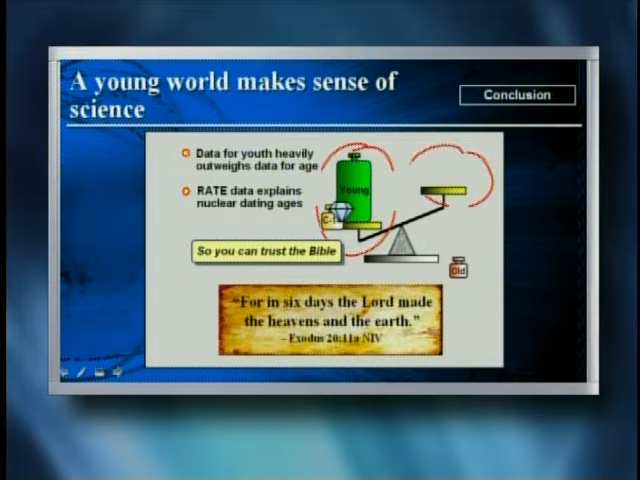 A young world makes sense of
science
Conclusion
Data for youth heavily
outweighs data for age
RATE data explains
nuclear dating ages
Young
C-
So you can trust the Bible
Old
“For in six days the Lord made
the heavens and the earth.”
– Exodus 20:11a NIV